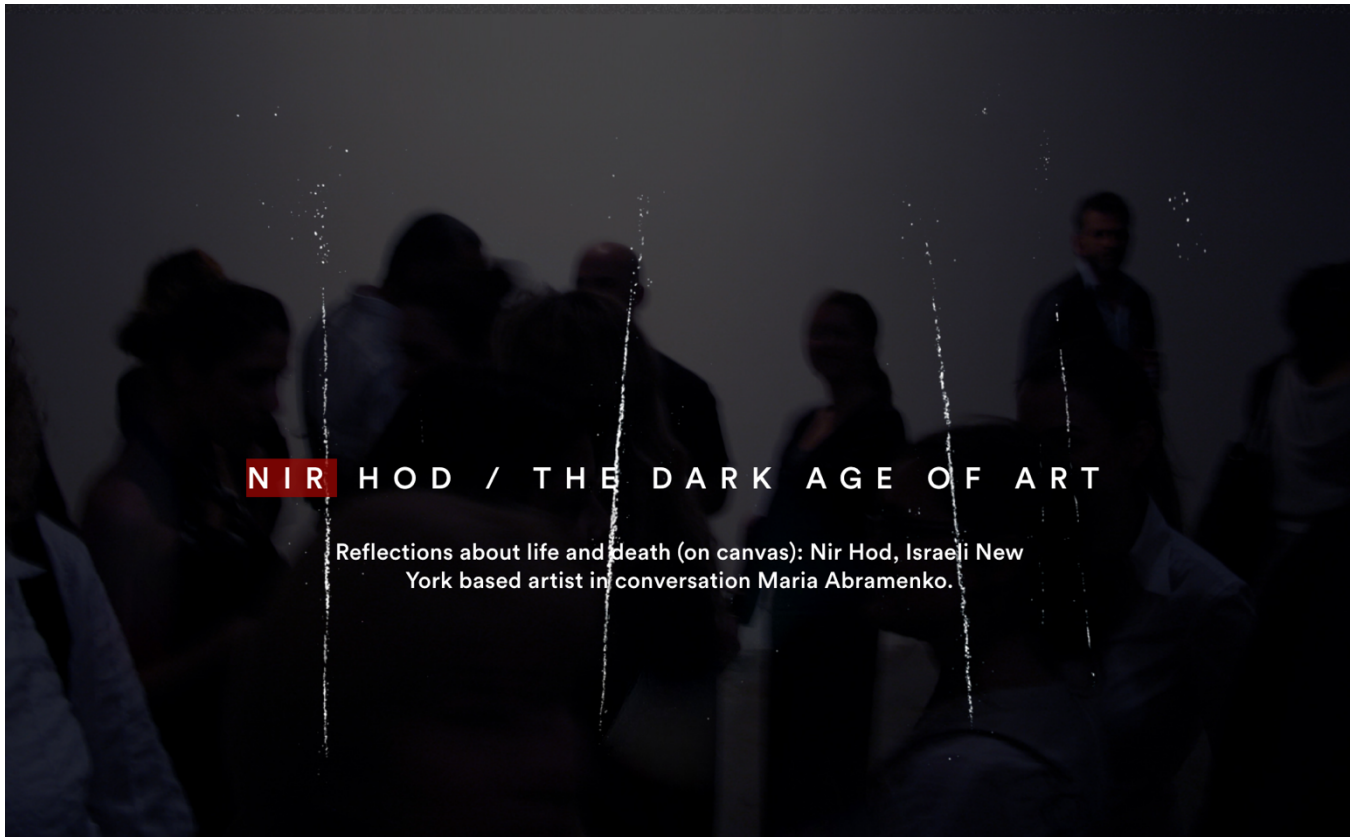 NIR HOD / THE DARK AGE OF ART
Reflections about life and death (on canvas): Nir Hod, Israeli New
York based artist in conversation Maria Abramenko.